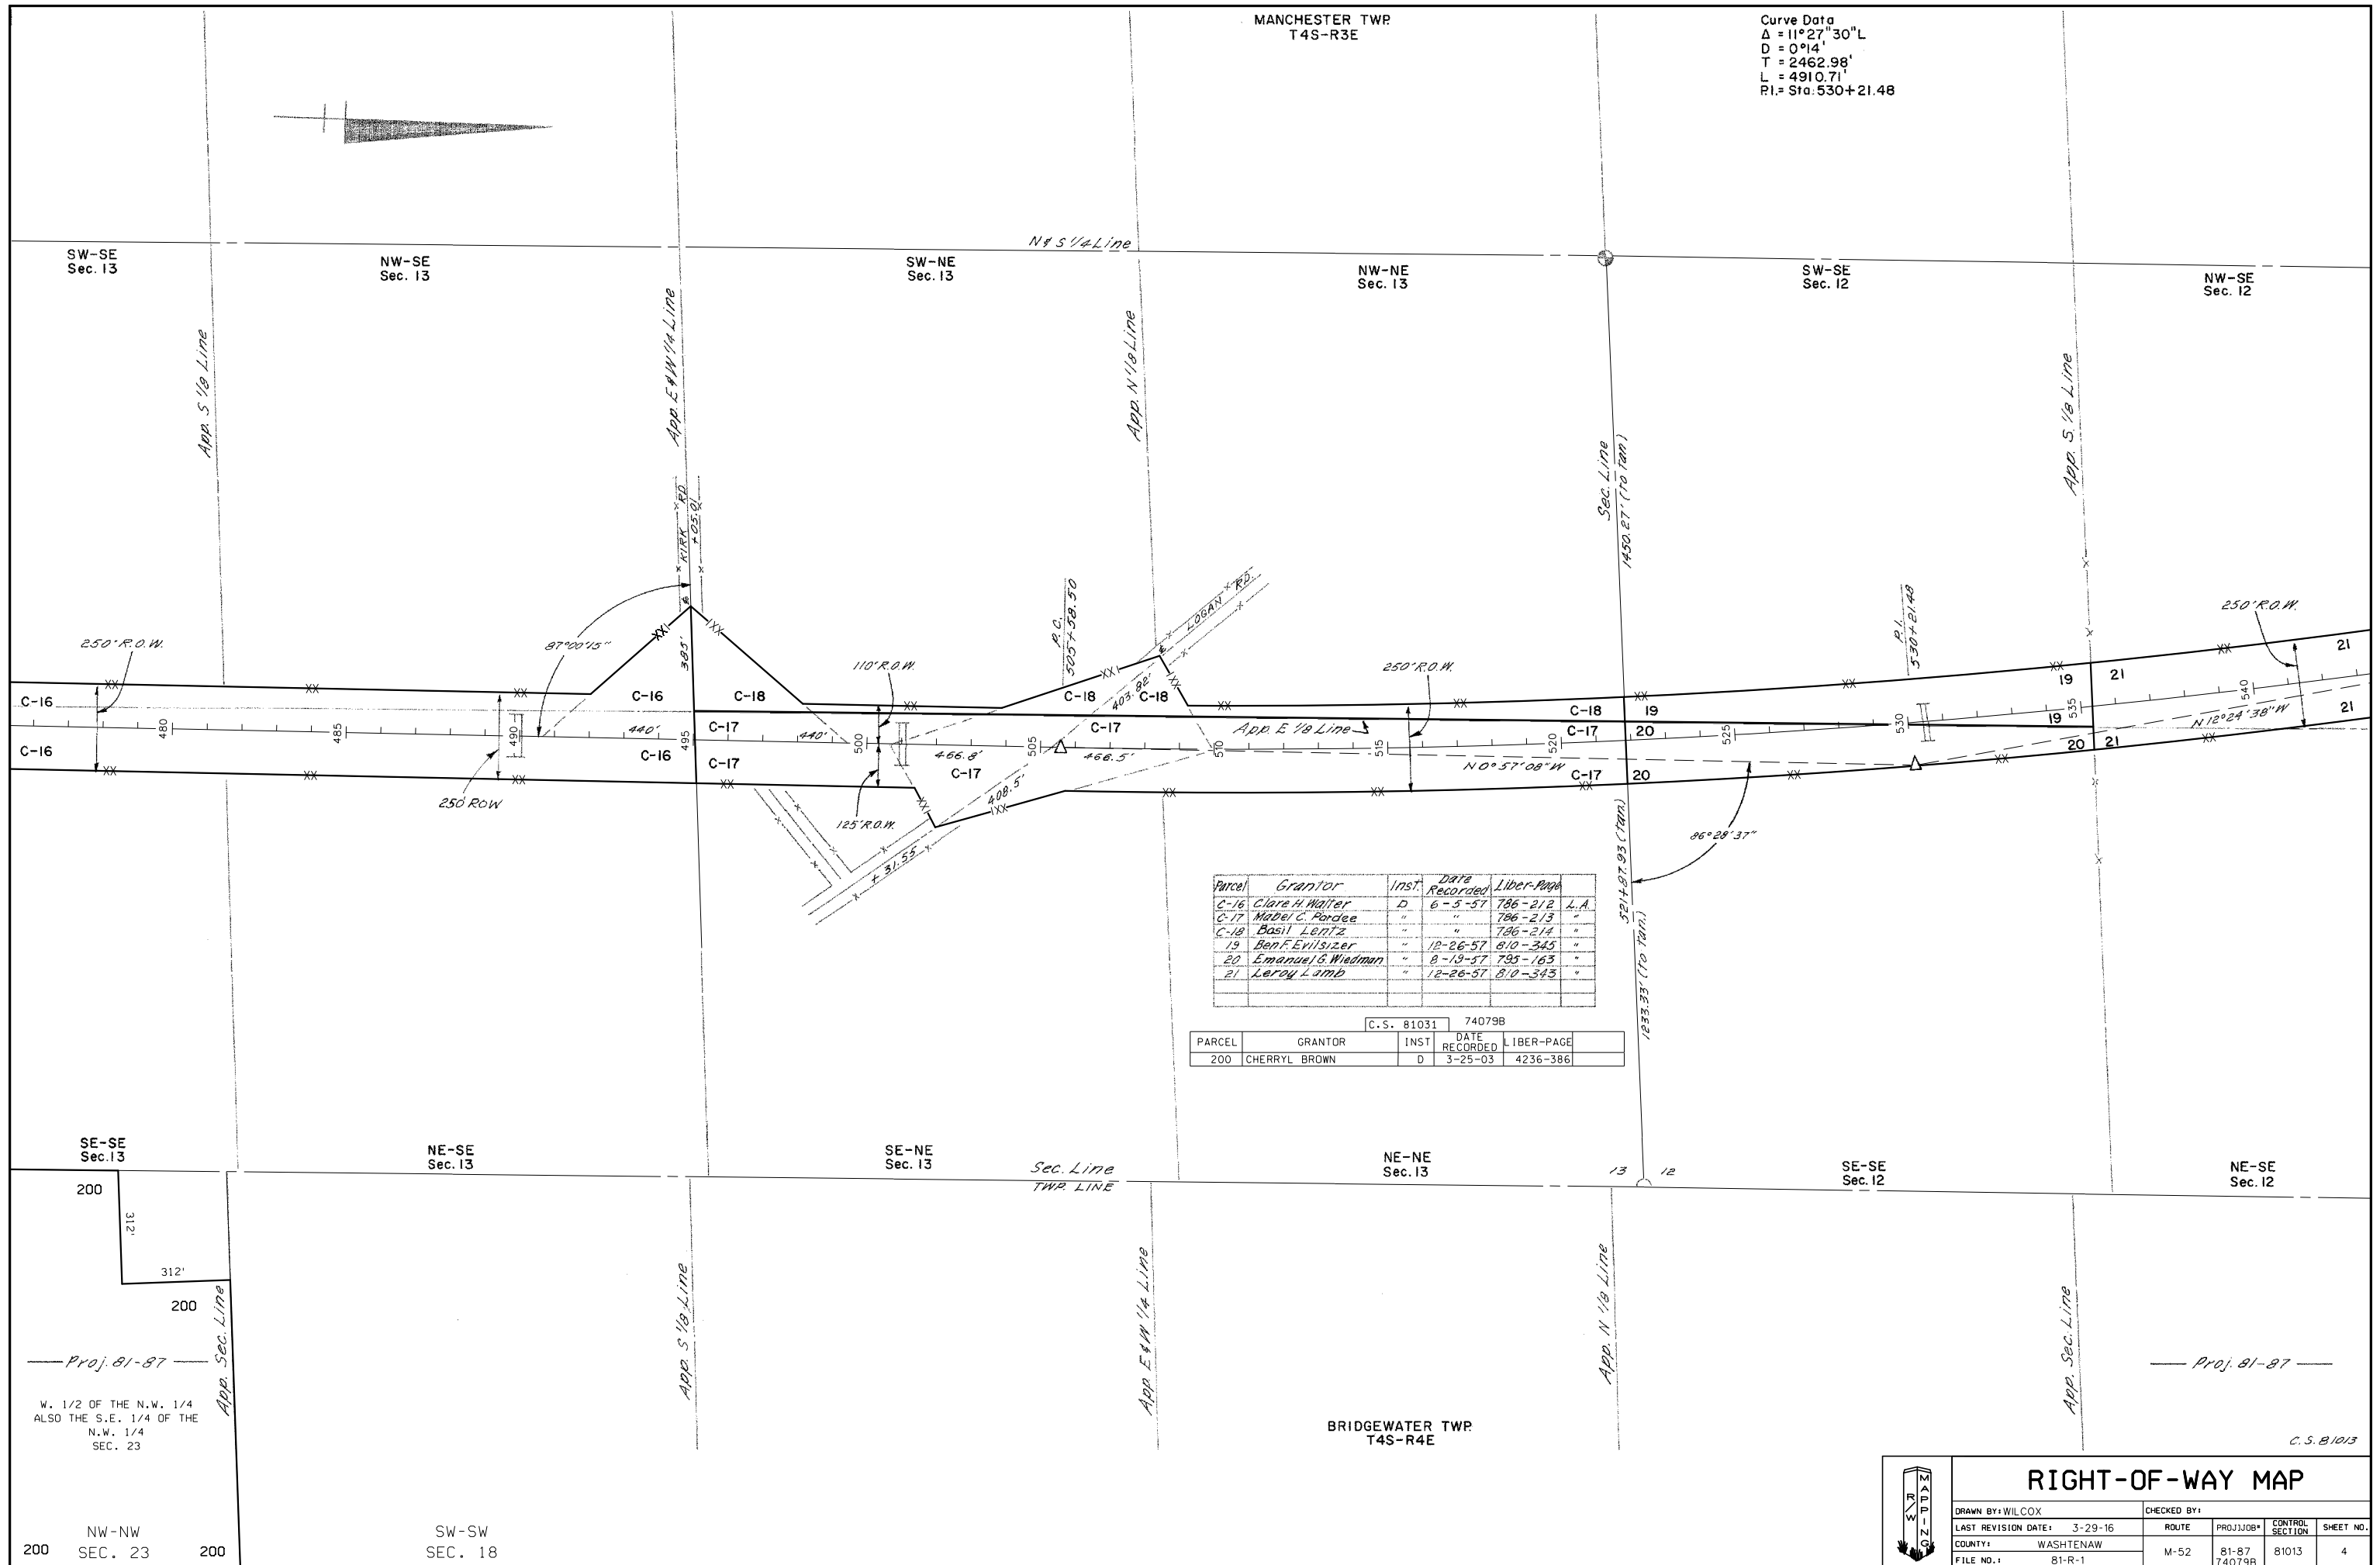 MANCHESTER TWP.
T4S-R3E
Curve Data
Δ = 11°27"30"L
D = 0°14'
T = 2462.98'
L = 4910.71'
P.I.= Sta. 530+21.48
N & S 1/4 Line
SW-SE
Sec. 13
NW-SE
Sec. 13
SW-NE
Sec. 13
NW-NE
Sec. 13
SW-SE
Sec. 12
NW-SE
Sec. 12
App. S 1/8 Line
App. E & W 1/4 Line
App. N 1/8 Line
Sec. Line
1450.27' (to tan)
App. S. 1/8 Line
KIRK RD.
+05.01
P.C.
505+58.50
LOGAN RD.
P.I.
530+21.48
250' R.O.W.
87°00'15"
385'
110' R.O.W.
403.82'
250' R.O.W.
250' R.O.W.
C-16
C-16
C-18
C-18
C-18
C-18
19
19
21
21
21
C-16
C-16
C-17
C-17
C-17
C-17
C-17
C-17
20
20
19
20
21
480
485
490
495
500
505
510
515
520
525
530
535
540
440'
440'
466.8'
466.5'
App. E 1/8 Line
N 0°57'08"W
N 12°24'38"W
250' ROW
125' R.O.W.
408.5'
+31.55
86°28'37"
521+87.93 (tan)
1233.33' (to tan.)
Parcel Grantor Inst. Date Recorded Liber-Page
C-16 Clare H. Walter D 6-5-57 786-212 L.A.
C-17 Mabel C. Pardee " " 786-213 "
C-18 Basil Lentz " " 786-214 "
19 Ben F. Evilsizer " 12-26-57 810-345 "
20 Emanuel G. Wiedman " 8-19-57 795-163 "
21 Leroy Lamb " 12-26-57 810-343 "
C.S. 81031 74079B
PARCEL GRANTOR INST DATE RECORDED LIBER-PAGE
200 CHERRYL BROWN D 3-25-03 4236-386
SE-SE
Sec. 13
NE-SE
Sec. 13
SE-NE
Sec. 13
Sec. Line
TWP. LINE
NE-NE
Sec. 13
13 12
SE-SE
Sec. 12
NE-SE
Sec. 12
200
312'
312'
200
App. Sec. Line
App. S 1/8 Line
App. E & W 1/4 Line
App. N 1/8 Line
App. Sec. Line
Proj. 81-87
Proj. 81-87
W. 1/2 OF THE N.W. 1/4
ALSO THE S.E. 1/4 OF THE
N.W. 1/4
SEC. 23
BRIDGEWATER TWP.
T4S-R4E
C.S. 81013
NW-NW
200 SEC. 23 200
SW-SW
SEC. 18
R/W MAPPING
RIGHT-OF-WAY MAP
DRAWN BY: WILCOX
CHECKED BY:
LAST REVISION DATE: 3-29-16
COUNTY: WASHTENAW
FILE NO.: 81-R-1
ROUTE
M-52
PROJ/JOB#
81-87
74079B
CONTROL SECTION
81013
SHEET NO.
4